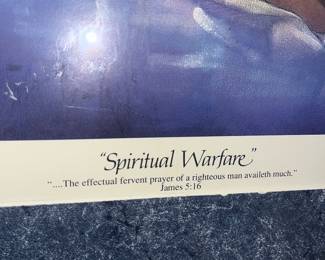 "Spiritual Warfare"
"....The effectual fervent prayer of a righteous man availeth much."
James 5:16